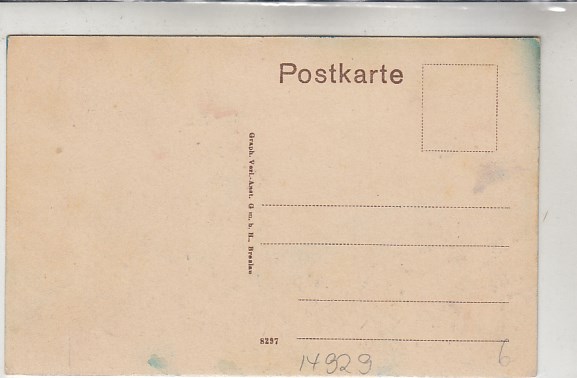 Postkarte
Graph. Verl.-Anst. G. m. b. H., Breslau
8297
14929
6